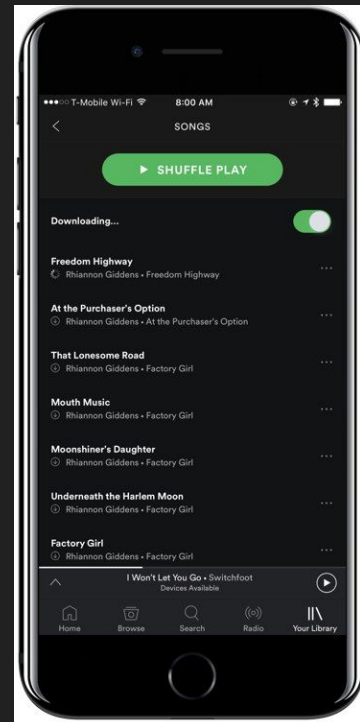 T-Mobile Wi-Fi 8:00 AM
SONGS
SHUFFLE PLAY
Downloading...
Freedom Highway
Rhiannon Giddens • Freedom Highway
At the Purchaser's Option
Rhiannon Giddens • At the Purchaser's Option
That Lonesome Road
Rhiannon Giddens • Factory Girl
Mouth Music
Rhiannon Giddens • Factory Girl
Moonshiner's Daughter
Rhiannon Giddens • Factory Girl
Underneath the Harlem Moon
Rhiannon Giddens • Factory Girl
Factory Girl
Rhiannon Giddens • Factory Girl
I Won't Let You Go • Switchfoot
Devices Available
Home Browse Search Radio Your Library